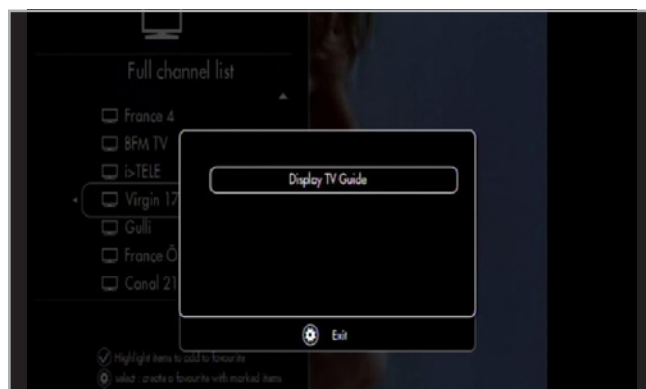 Full channel list
France 4
BFM TV
i>TELE
Virgin 17
Gulli
France Ô
Canal 21
Display TV Guide
Exit
Highlight items to add to favourite
select : create a favourite with marked items